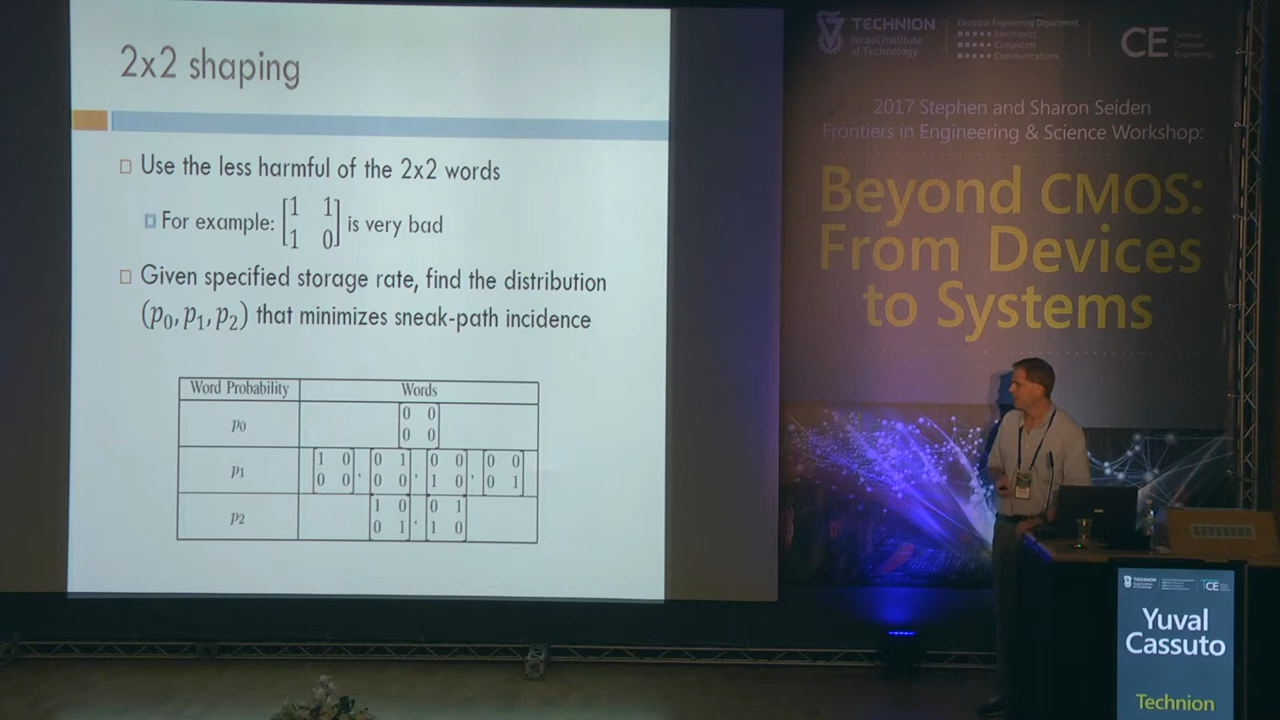 2x2 shaping
Use the less harmful of the 2x2 words
For example: [1 1
1 0] is very bad
Given specified storage rate, find the distribution
(p0, p1, p2) that minimizes sneak-path incidence
Word Probability Words
p0 [0 0
0 0]
p1 [1 0 , [0 1 , [0 0 , [0 0
0 0] 0 0] 1 0] 0 1]
p2 [1 0 , [0 1
0 1] 1 0]
TECHNION
Israel Institute
of Technology
Electrical Engineering Department
Electronics
Computers
Communications
CE
2017 Stephen and Sharon Seiden
Frontiers in Engineering & Science Workshop:
Beyond CMOS:
From Devices
to Systems
TECHNION
CE
Yuval
Cassuto
Technion